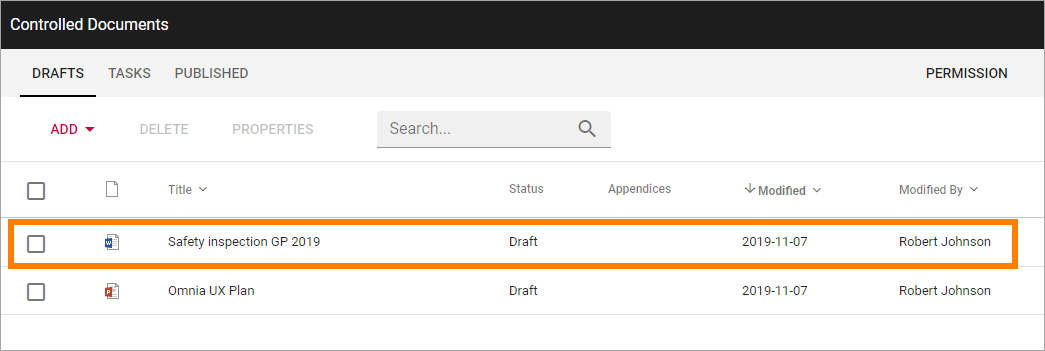 Controlled Documents
DRAFTS TASKS PUBLISHED PERMISSION
ADD DELETE PROPERTIES Search...
Title Status Appendices Modified Modified By
Safety inspection GP 2019 Draft 2019-11-07 Robert Johnson
Omnia UX Plan Draft 2019-11-07 Robert Johnson